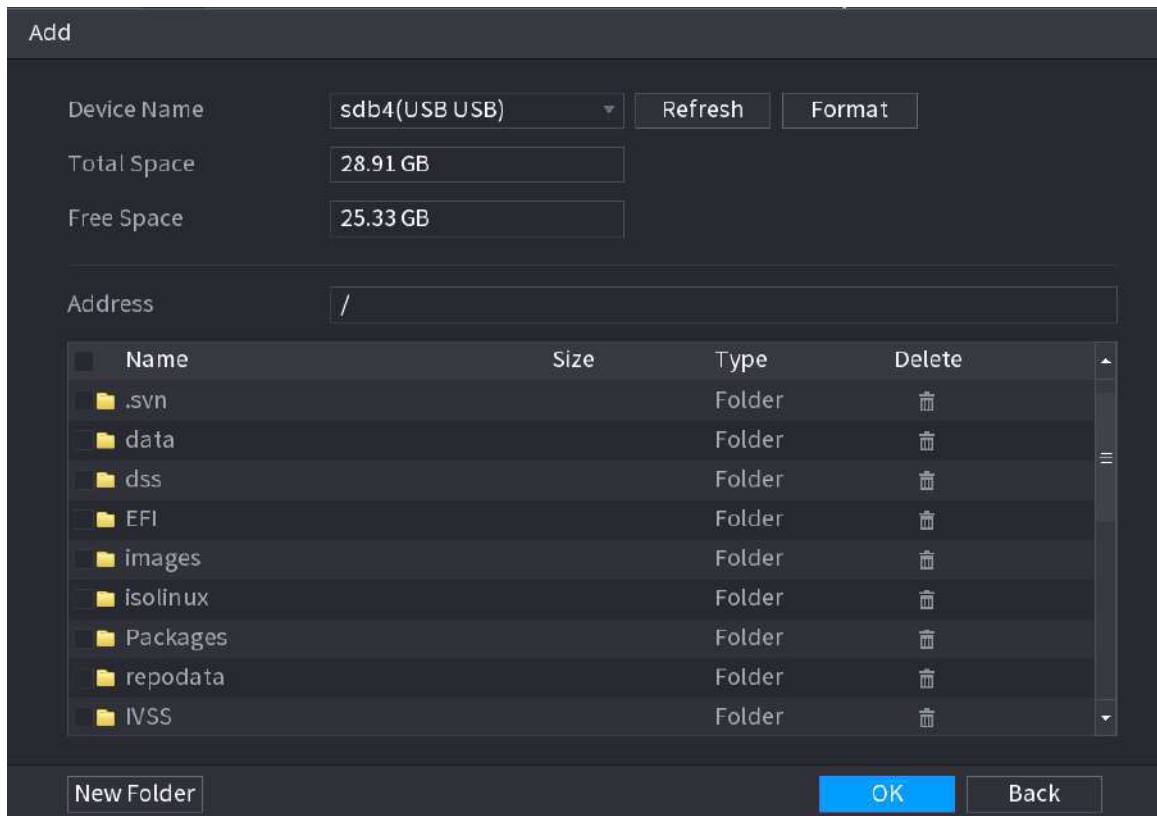 Add
Device Name sdb4(USB USB) Refresh Format
Total Space 28.91 GB
Free Space 25.33 GB
Address /
Name Size Type Delete
.svn Folder
data Folder
dss Folder
EFI Folder
images Folder
isolinux Folder
Packages Folder
repodata Folder
IVSS Folder
New Folder OK Back